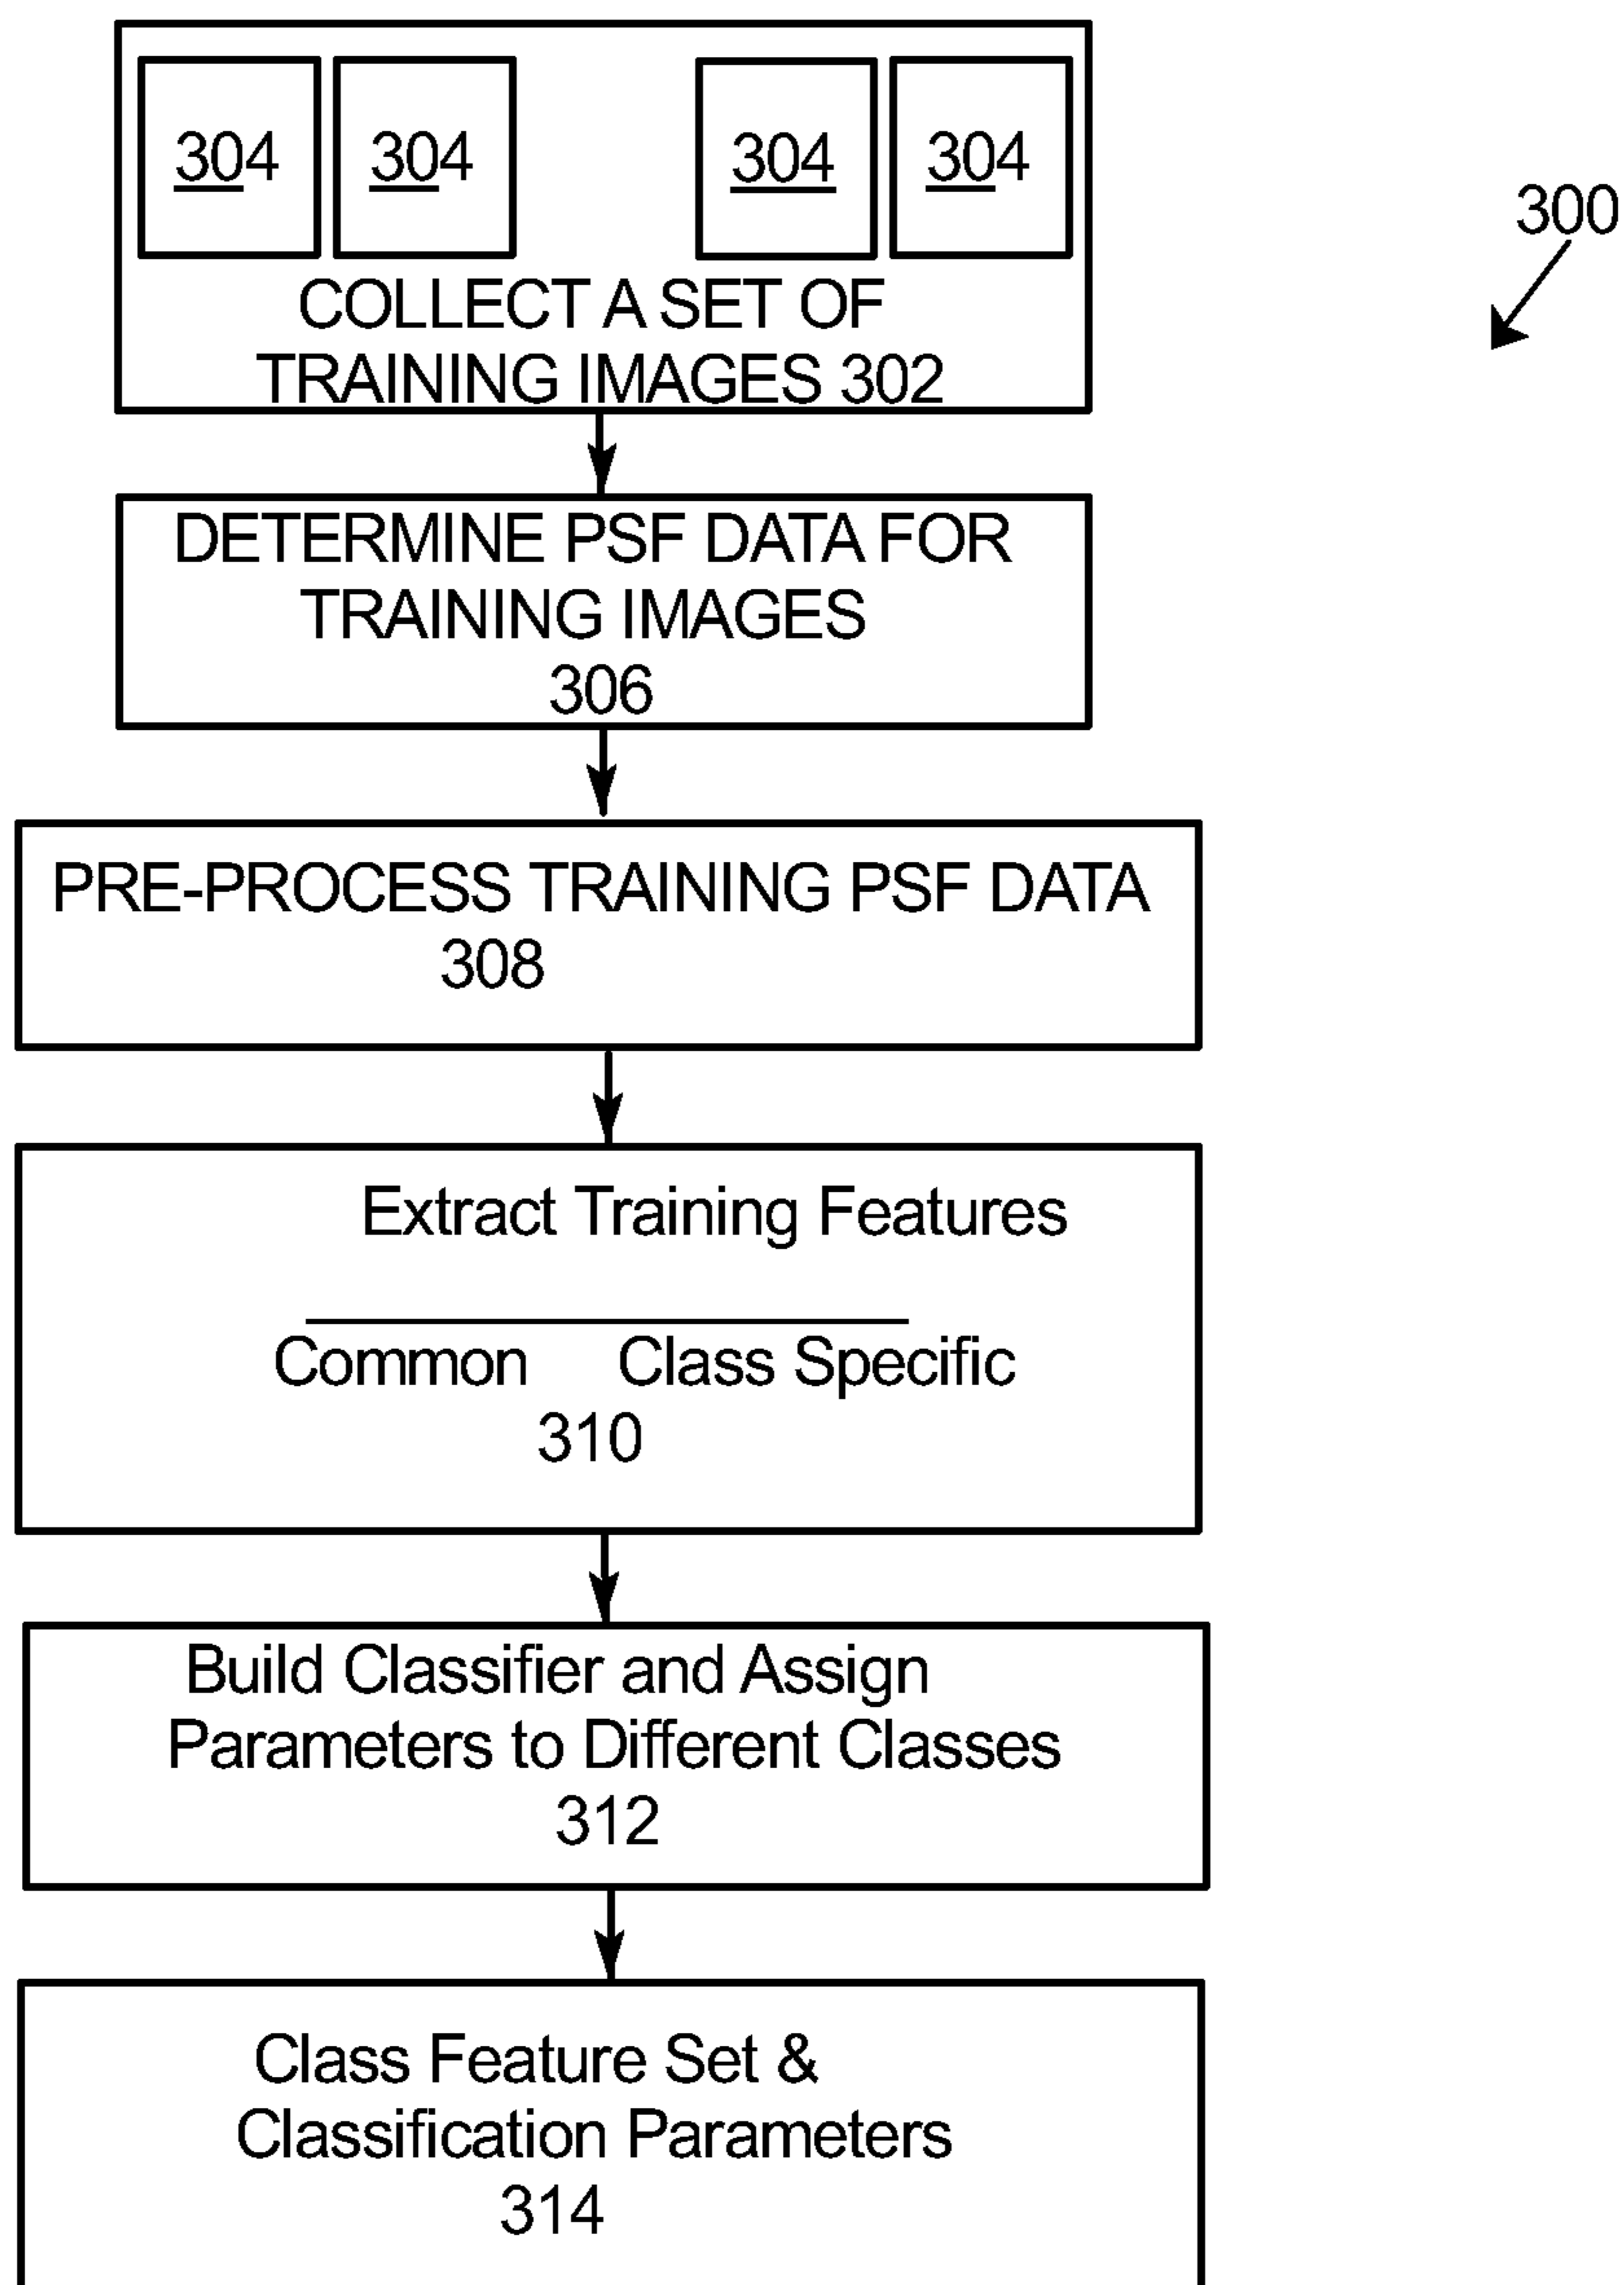 304 304 304 304
300
COLLECT A SET OF
TRAINING IMAGES 302
DETERMINE PSF DATA FOR
TRAINING IMAGES
306
PRE-PROCESS TRAINING PSF DATA
308
Extract Training Features
Common Class Specific
310
Build Classifier and Assign
Parameters to Different Classes
312
Class Feature Set &
Classification Parameters
314